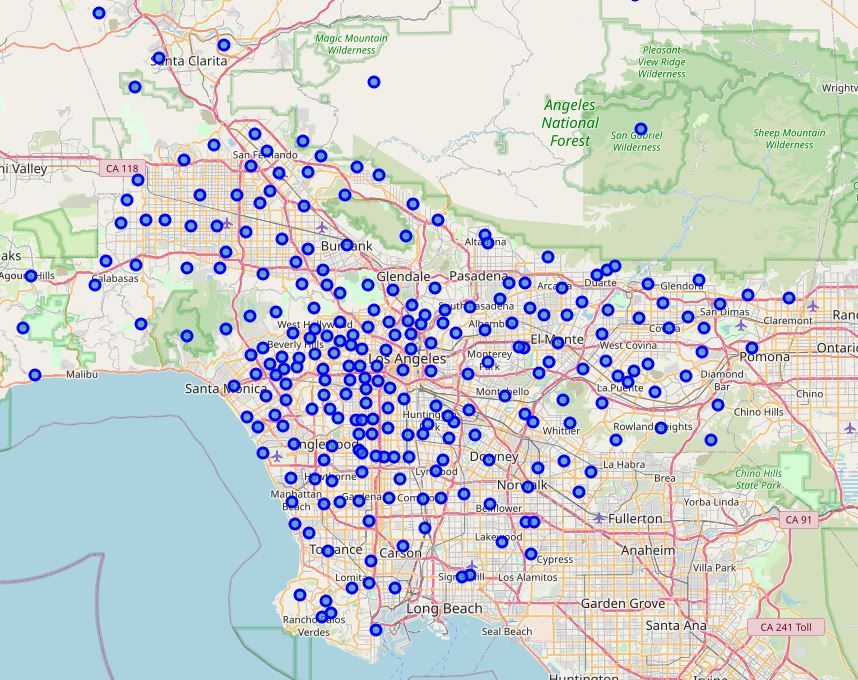 Magic Mountain
Wilderness
Santa Clarita
Pleasant
View Ridge
Wilderness
Angeles
National
Forest
San Gabriel
Wilderness
Sheep Mountain
Wilderness
Wrightw
CA 118
ni Valley
San Fernando
aks
Agoura Hills
Calabasas
Burbank
Altadena
Glendale
Pasadena
Arcadia
Duarte
Glendora
South Pasadena
San Dimas
Claremont
West Hollywood
Beverly Hills
Alhambra
Covina
El Monte
West Covina
Ontario
Los Angeles
Monterey
Park
Pomona
Malibu
Santa Monica
La Puente
Diamond
Bar
Montebello
Chino Hills
Huntington
Park
Whittier
Rowland Heights
Inglewood
Downey
La Habra
Chino Hills
State Park
Lynwood
Hawthorne
Norwalk
Brea
Manhattan
Beach
Gardena
Compton
Yorba Linda
Bellflower
Fullerton
CA 91
Lakewood
Torrance
Carson
Cypress
Anaheim
Villa Park
Lomita
Signal Hill
Los Alamitos
Garden Grove
Rancho Palos
Verdes
Long Beach
Santa Ana
CA 241 Toll
Seal Beach
Huntington
Irvine